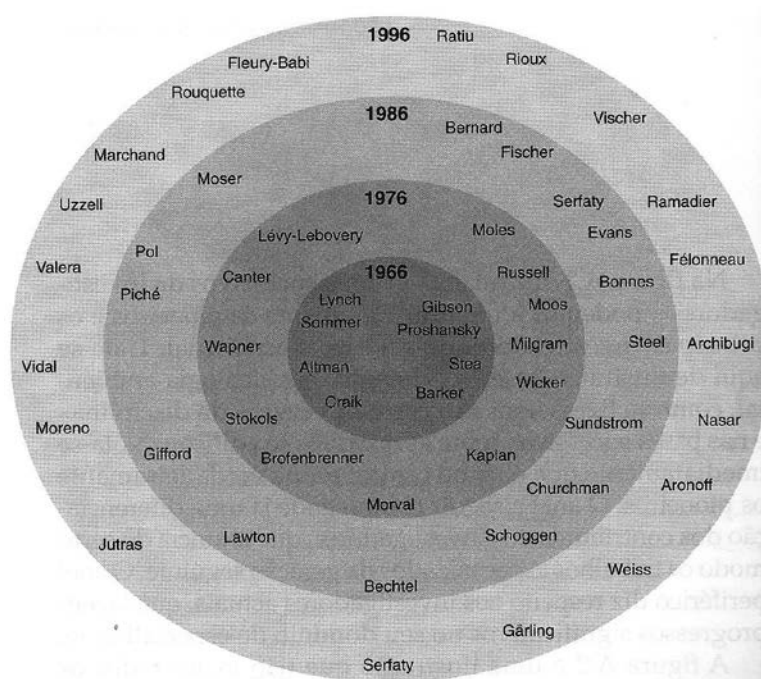 1996
Ratiu
Rioux
Fleury-Babi
Rouquette
Vischer
1986
Bernard
Fischer
Marchand
Moser
Uzzell
1976
Serfaty
Ramadier
Lévy-Lebovery
Moles
Evans
Pol
Félonneau
Valera
Canter
1966
Russell
Bonnes
Piché
Lynch
Gibson
Moos
Sommer
Proshansky
Wapner
Milgram
Steel
Archibugi
Vidal
Altman
Stea
Wicker
Craik
Barker
Moreno
Stokols
Sundstrom
Nasar
Gifford
Brofenbrenner
Kaplan
Churchman
Aronoff
Morval
Jutras
Lawton
Schoggen
Weiss
Bechtel
Gârling
Serfaty